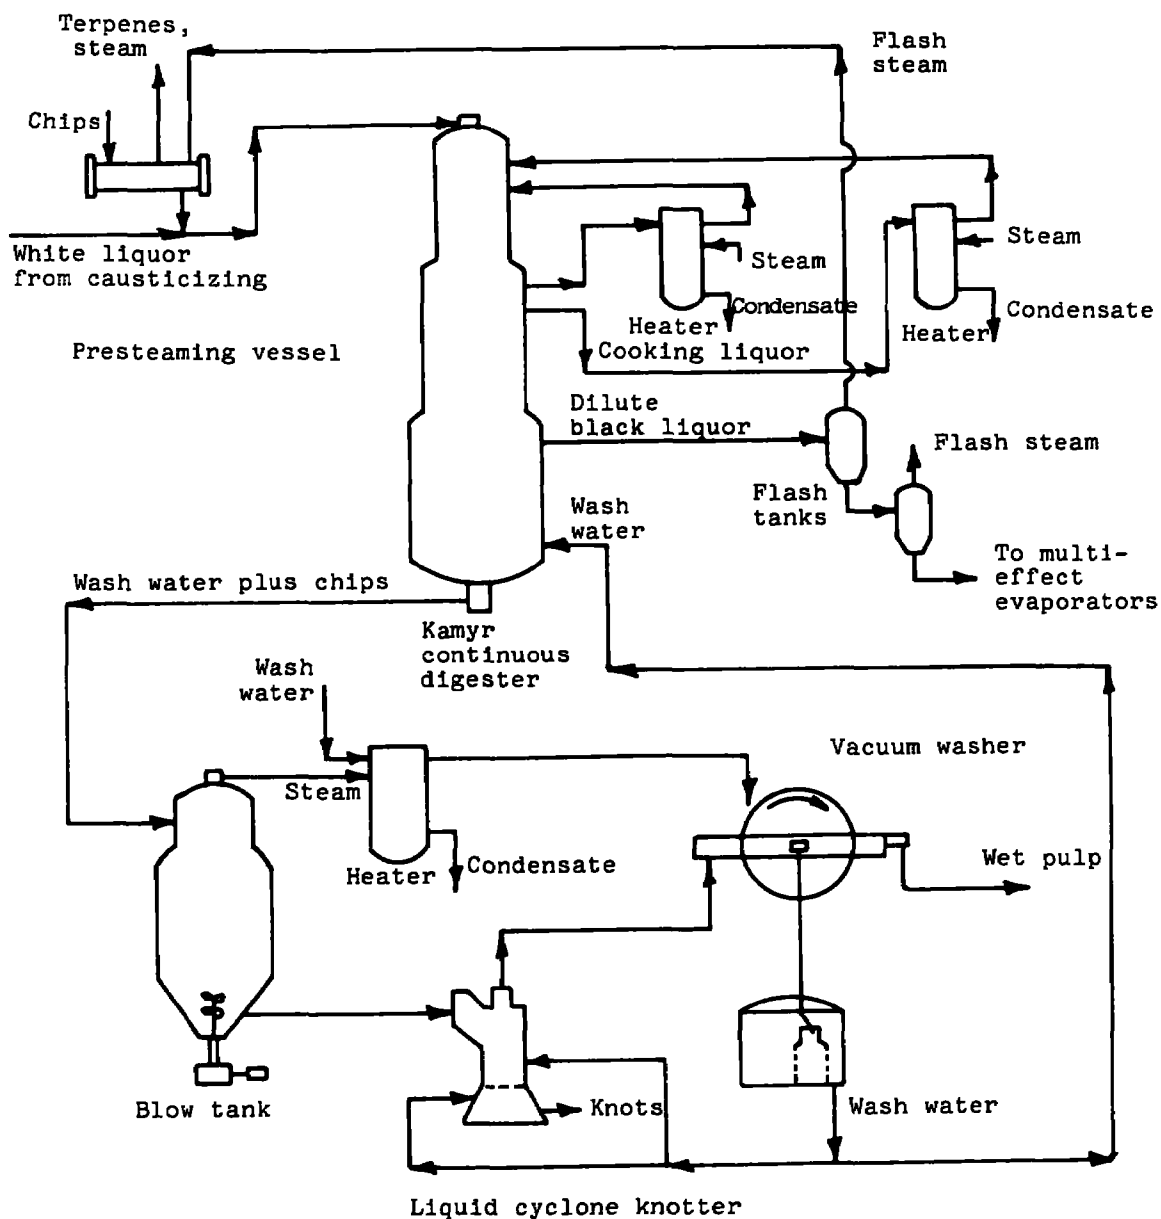 Terpenes,
steam
Flash
steam
Chips
White liquor
from causticizing
Steam
Steam
Condensate
Condensate
Heater
Heater
Cooking liquor
Presteaming vessel
Dilute
black liquor
Flash steam
Flash
tanks
Wash
water
To multi-
effect
evaporators
Wash water plus chips
Kamyr
continuous
digester
Wash
water
Vacuum washer
Steam
Heater
Condensate
Wet pulp
Blow tank
Knots
Wash water
Liquid cyclone knotter